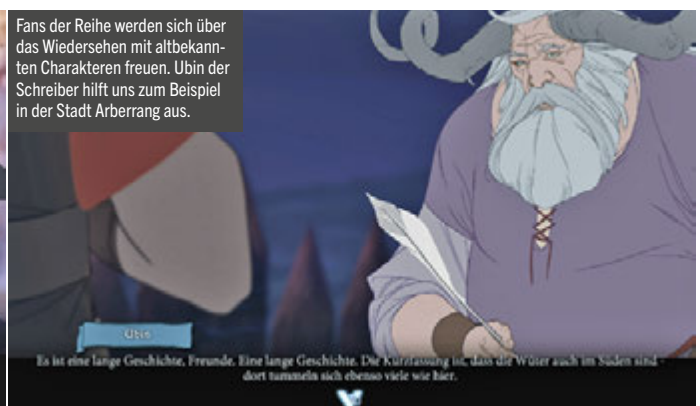 Fans der Reihe werden sich über
das Wiedersehen mit altbekann-
ten Charakteren freuen. Ubin der
Schreiber hilft uns zum Beispiel
in der Stadt Arberrang aus.
Ubin
Es ist eine lange Geschichte, Freunde. Eine lange Geschichte. Die Kurzfassung ist, dass die Wüter auch im Süden sind -
dort tummeln sich ebenso viele wie hier.